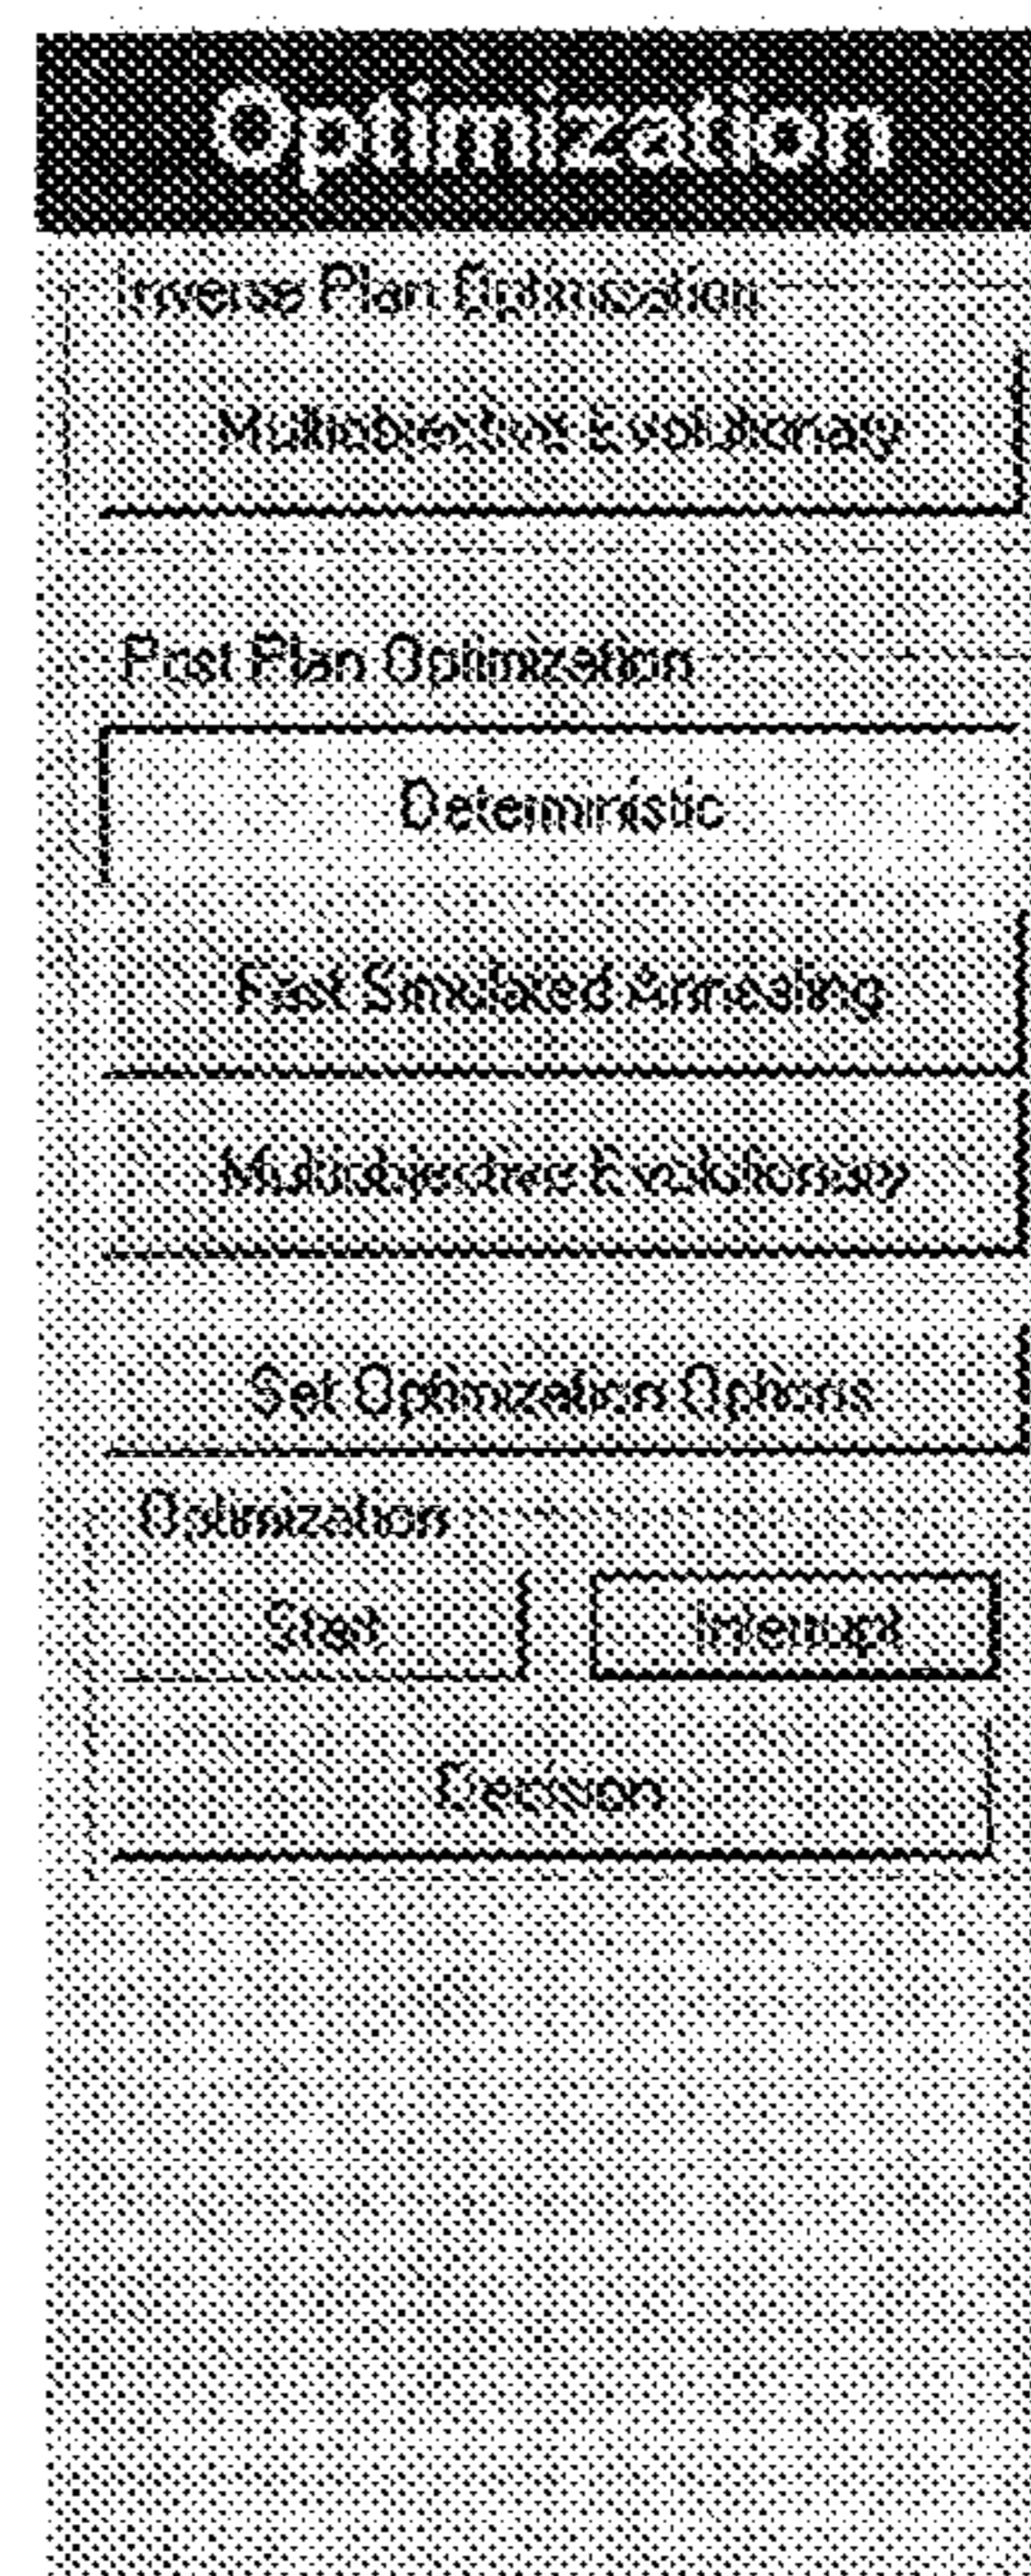 Optimization
Inverse Plan Optimization
Multiobjective Evolutionary
Post Plan Optimization
Deterministic
Fast Simulated Annealing
Multiobjective Evolutionary
Set Optimization Options
Optimization
Start Interrupt
Decision